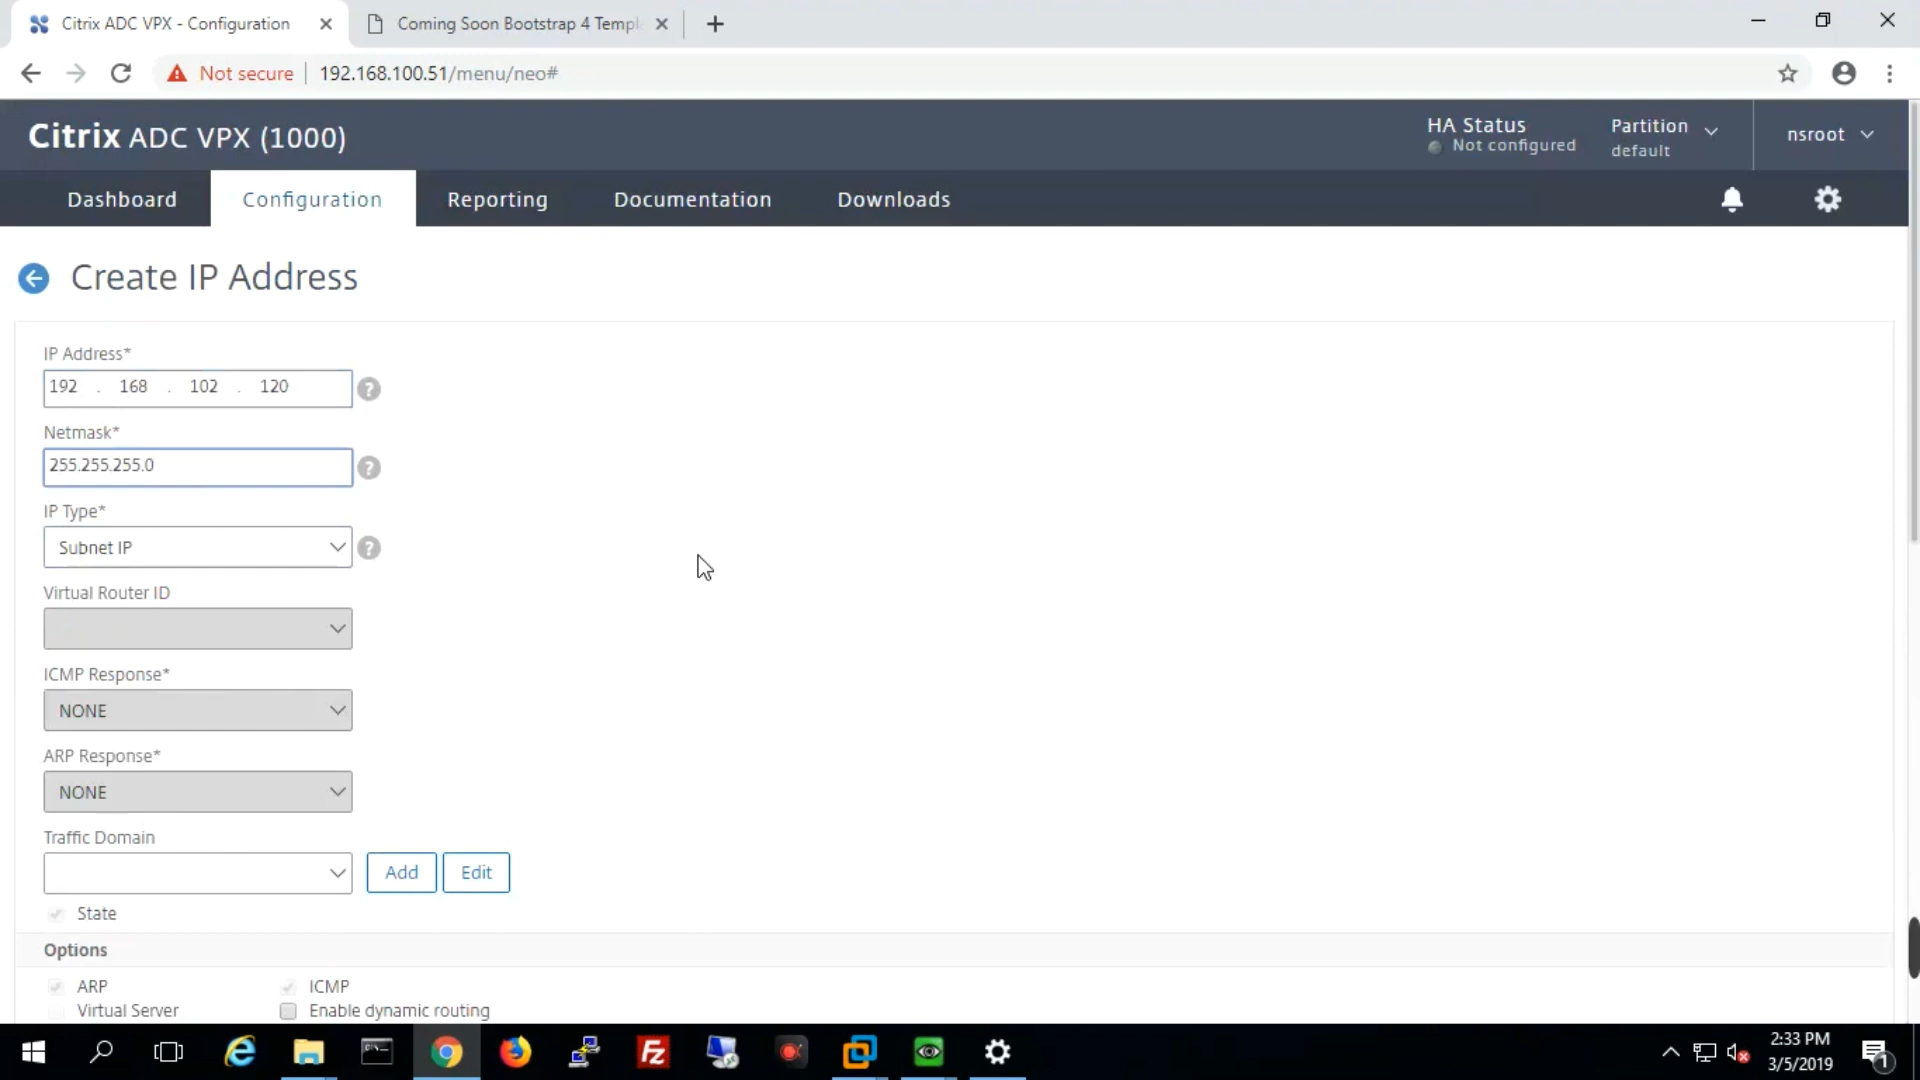 Citrix ADC VPX - Configuration
Coming Soon Bootstrap 4 Templ
Not secure
192.168.100.51/menu/neo#
Citrix ADC VPX (1000)
HA Status
Not configured
Partition
default
nsroot
Dashboard
Configuration
Reporting
Documentation
Downloads
Create IP Address
IP Address*
192 . 168 . 102 . 120
?
Netmask*
255.255.255.0
?
IP Type*
Subnet IP
?
Virtual Router ID
ICMP Response*
NONE
ARP Response*
NONE
Traffic Domain
Add
Edit
State
Options
ARP
ICMP
Virtual Server
Enable dynamic routing
2:33 PM
3/5/2019
1